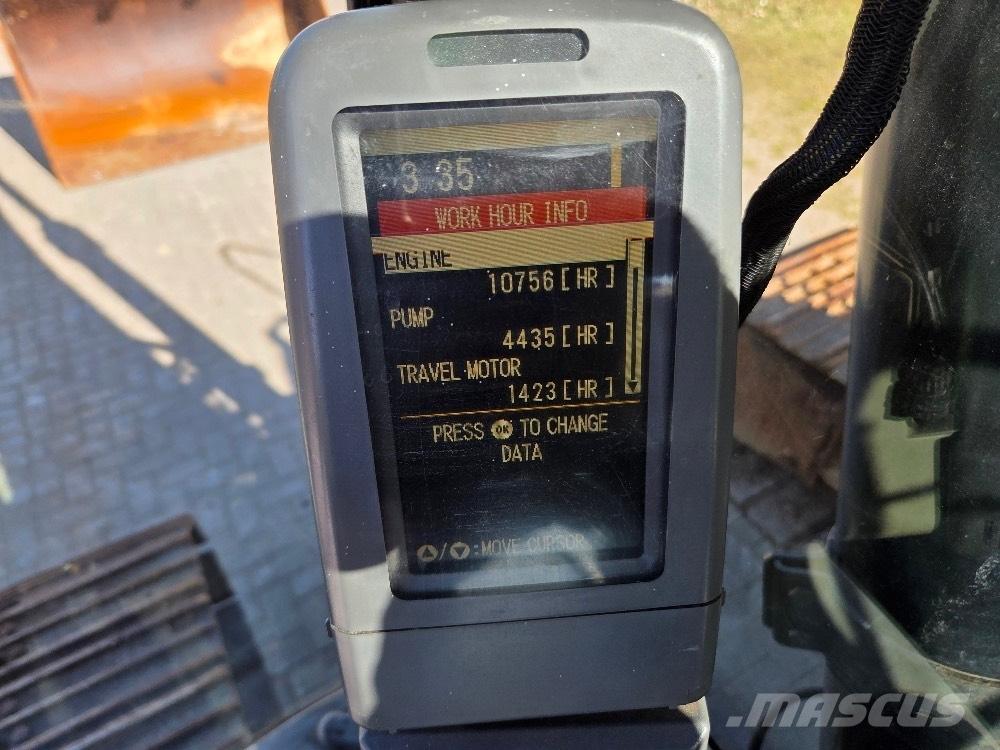 3 35
WORK HOUR INFO
ENGINE
10756[HR]
PUMP
4435[HR]
TRAVEL MOTOR
1423[HR]
PRESS OK TO CHANGE
DATA
△/▽:MOVE CURSOR
MASCUS